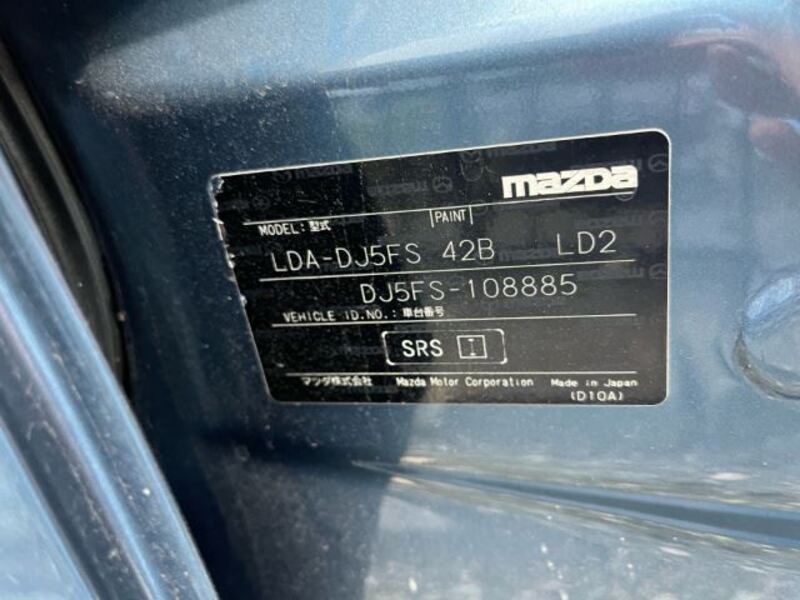 mazda
MODEL: 型式 PAINT
LDA-DJ5FS 42B LD2
DJ5FS-108885
VEHICLE ID.NO.: 車台番号
SRS I
マツダ株式会社 Mazda Motor Corporation Made in Japan
(D10A)